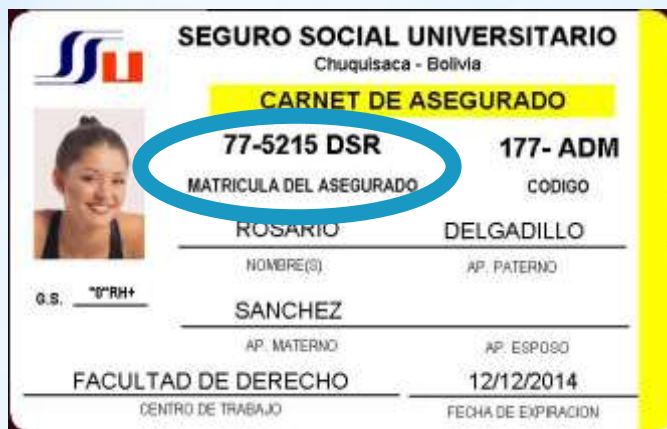 SSU
SEGURO SOCIAL UNIVERSITARIO
Chuquisaca - Bolivia
CARNET DE ASEGURADO
77-5215 DSR
177- ADM
MATRICULA DEL ASEGURADO
CODIGO
ROSARIO
DELGADILLO
NOMBRE(S)
AP. PATERNO
G.S. "0"RH+
SANCHEZ
AP. MATERNO
AP. ESPOSO
FACULTAD DE DERECHO
12/12/2014
CENTRO DE TRABAJO
FECHA DE EXPIRACION